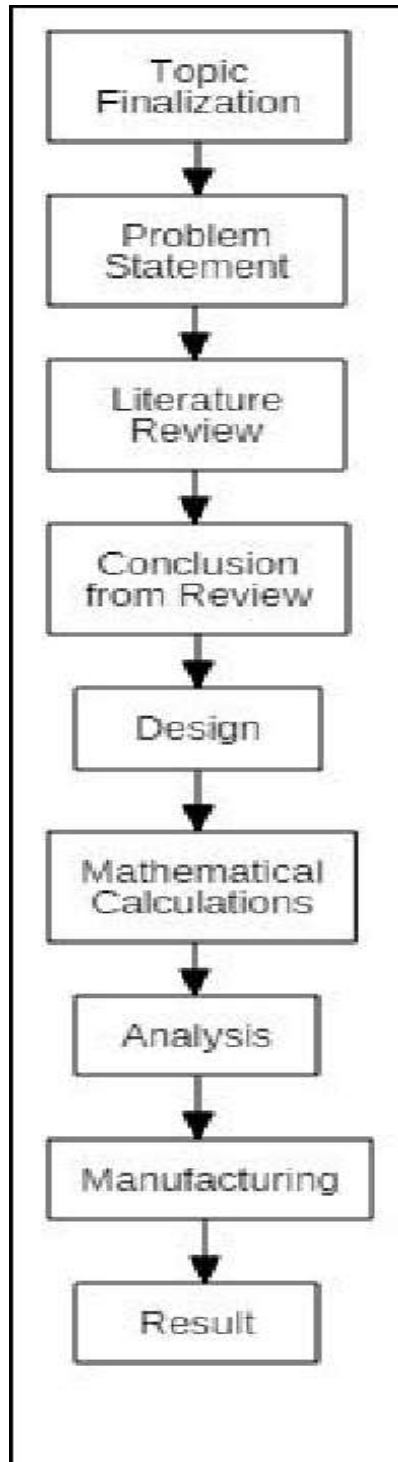 Topic
Finalization
Problem
Statement
Literature
Review
Conclusion
from Review
Design
Mathematical
Calculations
Analysis
Manufacturing
Result